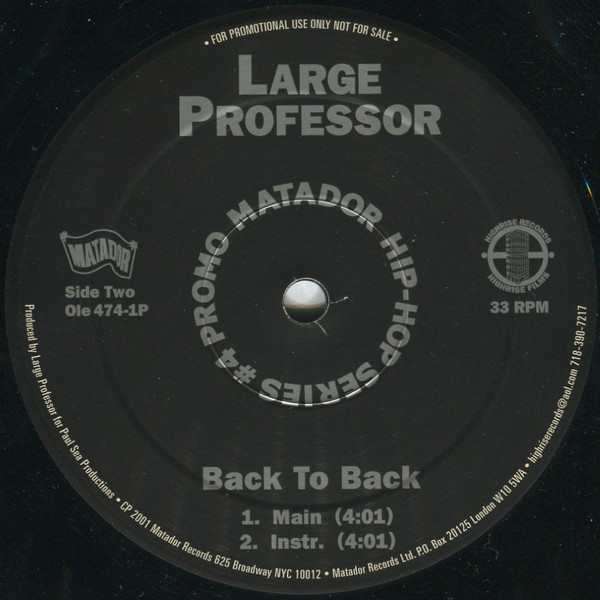 • FOR PROMOTIONAL USE ONLY NOT FOR SALE •
LARGE
PROFESSOR
PROMO MATADOR HIP-HOP SERIES #4
MATADOR
Side Two
Ole 474-1P
HIGHRISE RECORDS
HIGHRISE FILMS
33 RPM
Back To Back
1. Main (4:01)
2. Instr. (4:01)
Produced by Large Professor for Paul Sea Productions • CP 2001 Matador Records 625 Broadway NYC 10012 • Matador Records Ltd. P.O. Box 20125 London W10 5WA • highriserecords@aol.com 718-390-7217